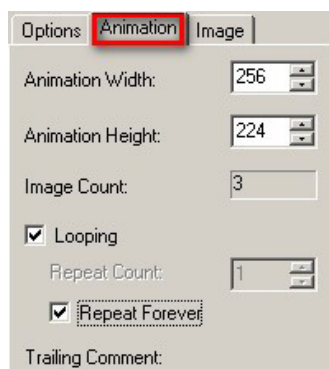 Options Animation Image
Animation Width: 256
Animation Height: 224
Image Count: 3
Looping
Repeat Count: 1
Repeat Forever
Trailing Comment: